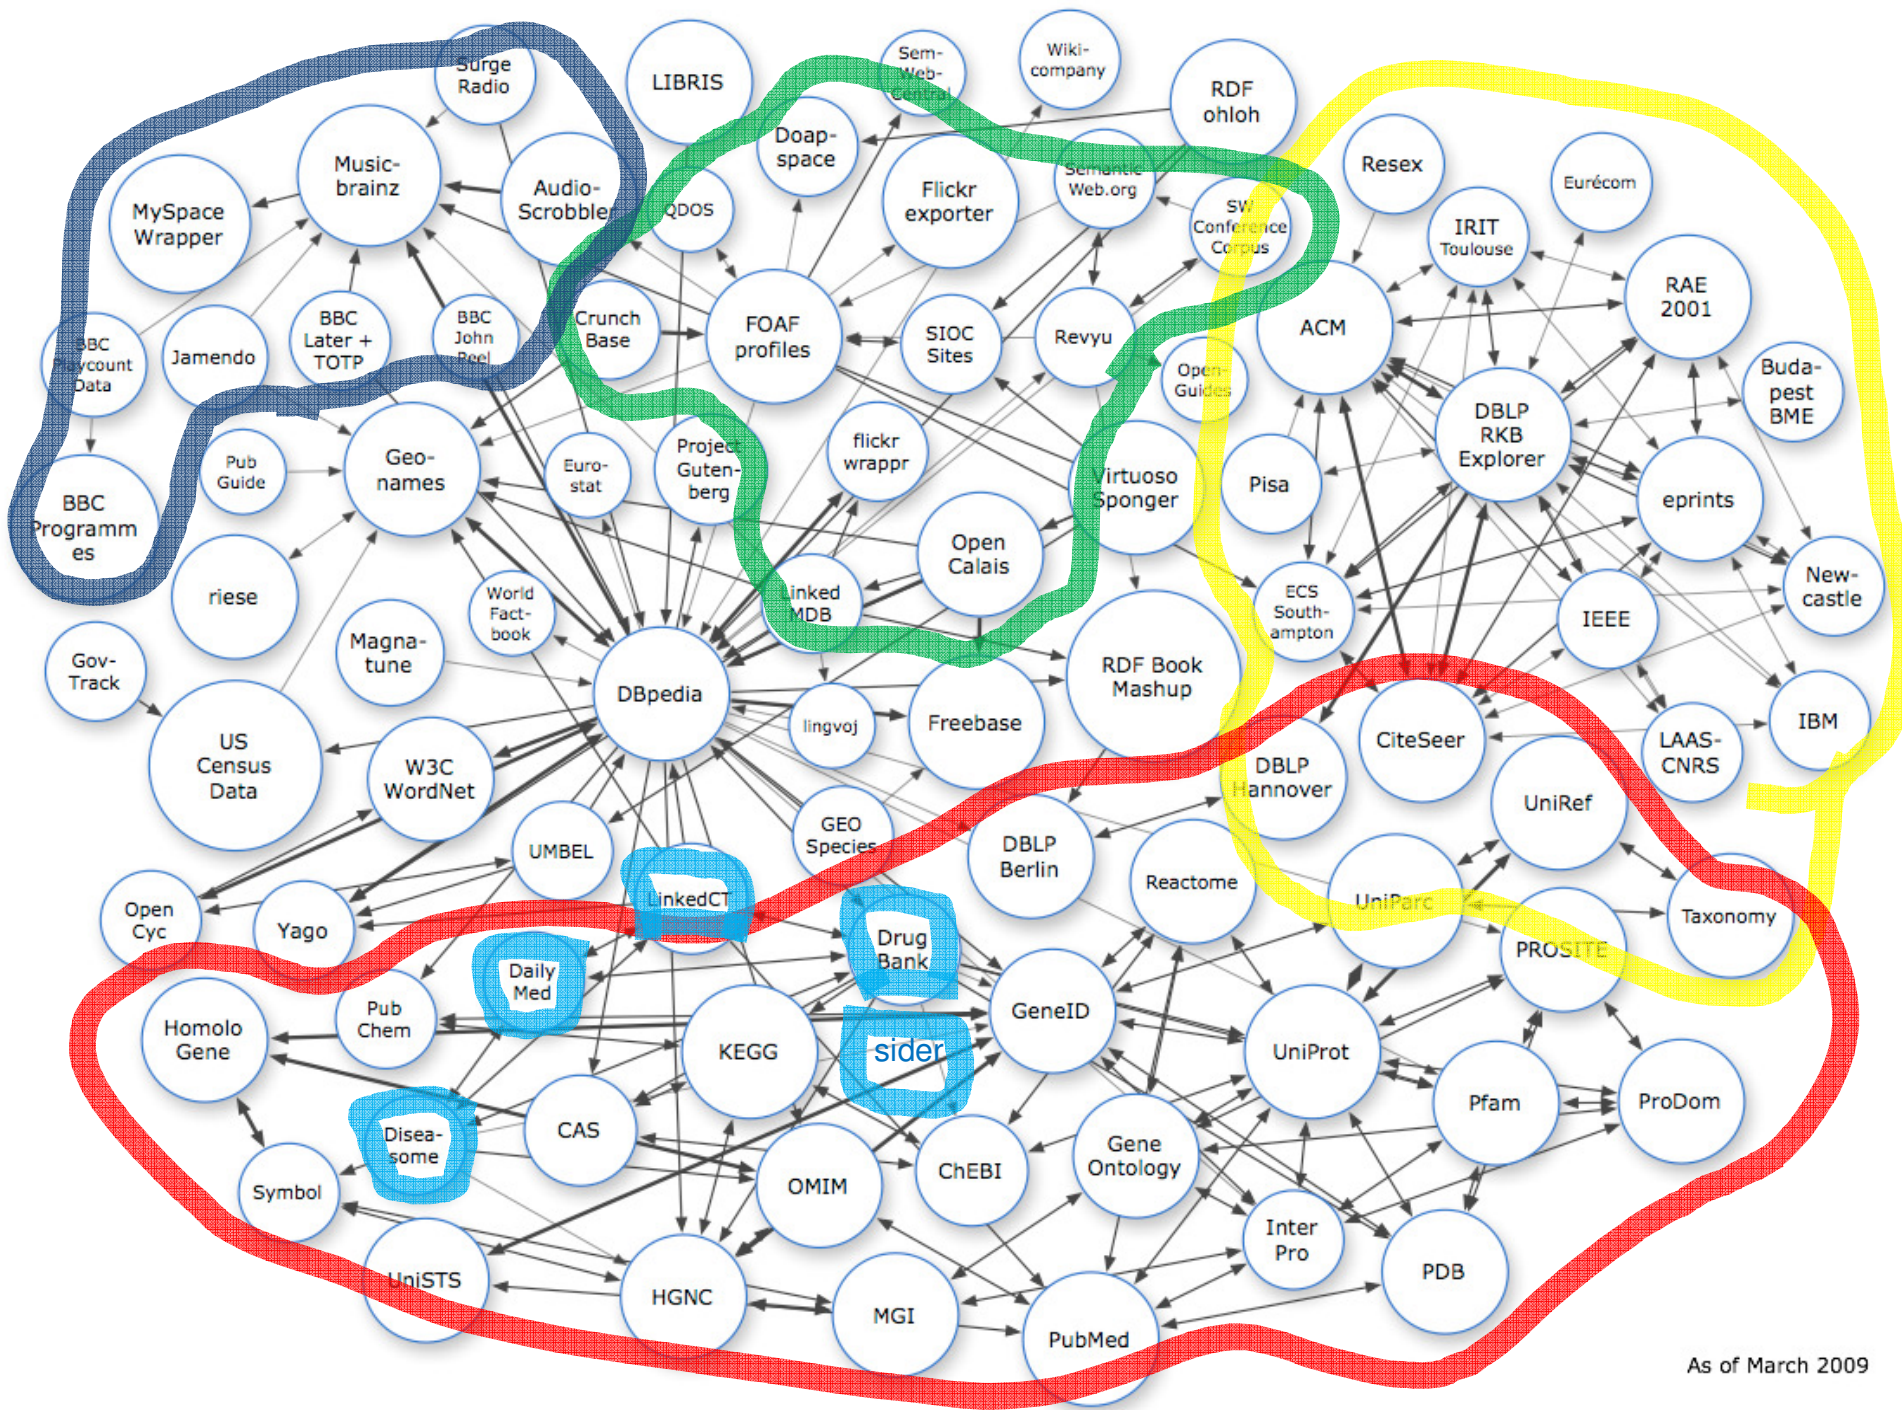 Surge
Radio
LIBRIS
Sem-
Web-
Central
Wiki-
company
RDF
ohloh
Music-
brainz
Doap-
space
Resex
Eurécom
MySpace
Wrapper
Audio-
Scrobbler
QDOS
Flickr
exporter
Semantic
Web.org
SW
Conference
Corpus
IRIT
Toulouse
RAE
2001
BBC
Playcount
Data
Jamendo
BBC
Later +
TOTP
BBC
John
Peel
Crunch
Base
FOAF
profiles
SIOC
Sites
Revyu
Open-
Guides
ACM
Buda-
pest
BME
BBC
Programm
es
Pub
Guide
Geo-
names
Euro-
stat
Project
Guten-
berg
flickr
wrappr
Virtuoso
Sponger
Pisa
DBLP
RKB
Explorer
eprints
riese
World
Fact-
book
Linked
MDB
Open
Calais
ECS
South-
ampton
IEEE
New-
castle
Gov-
Track
Magna-
tune
DBpedia
RDF Book
Mashup
US
Census
Data
W3C
WordNet
lingvoj
Freebase
DBLP
Hannover
CiteSeer
LAAS-
CNRS
IBM
UMBEL
GEO
Species
DBLP
Berlin
UniRef
Open
Cyc
Yago
LinkedCT
Reactome
UniParc
Taxonomy
Daily
Med
Drug
Bank
PROSITE
Homolo
Gene
Pub
Chem
KEGG
sider
GeneID
UniProt
Pfam
ProDom
Disea-
some
CAS
Symbol
OMIM
ChEBI
Gene
Ontology
Inter
Pro
PDB
UniSTS
HGNC
MGI
PubMed
As of March 2009